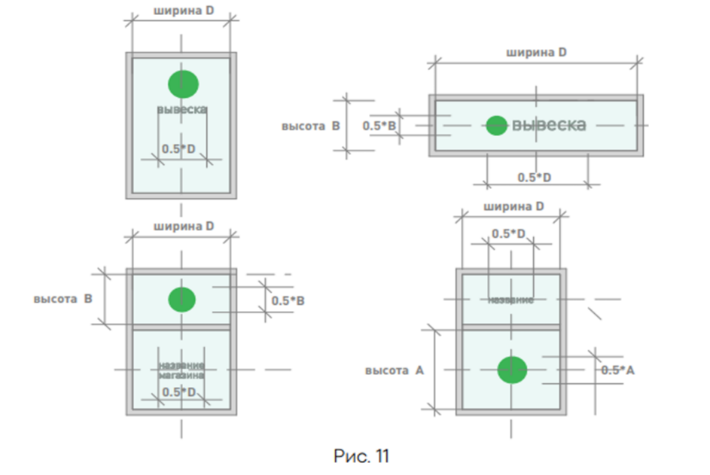 ширина D
вывеска
0.5*D
ширина D
высота B
0.5*B
вывеска
0.5*D
ширина D
высота B
0.5*B
название
магазина
0.5*D
ширина D
0.5*D
название
высота A
0.5*A
Рис. 11